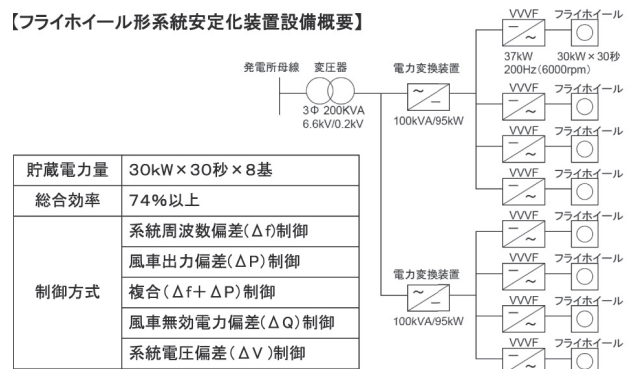 【フライホイール形系統安定化装置設備概要】
発電所母線
変圧器
3Φ 200KVA
6.6kV/0.2kV
電力変換装置
100kVA/95kW
VVVF
フライホイール
37kW
30kW×30秒
200Hz(6000rpm)
VVVF
フライホイール
VVVF
フライホイール
VVVF
フライホイール
電力変換装置
100kVA/95kW
VVVF
フライホイール
VVVF
フライホイール
VVVF
フライホイール
VVVF
フライホイール
貯蔵電力量
30kW×30秒×8基
総合効率
74%以上
制御方式
系統周波数偏差(Δf)制御
風車出力偏差(ΔP)制御
複合(Δf+ΔP)制御
風車無効電力偏差(ΔQ)制御
系統電圧偏差(ΔV)制御